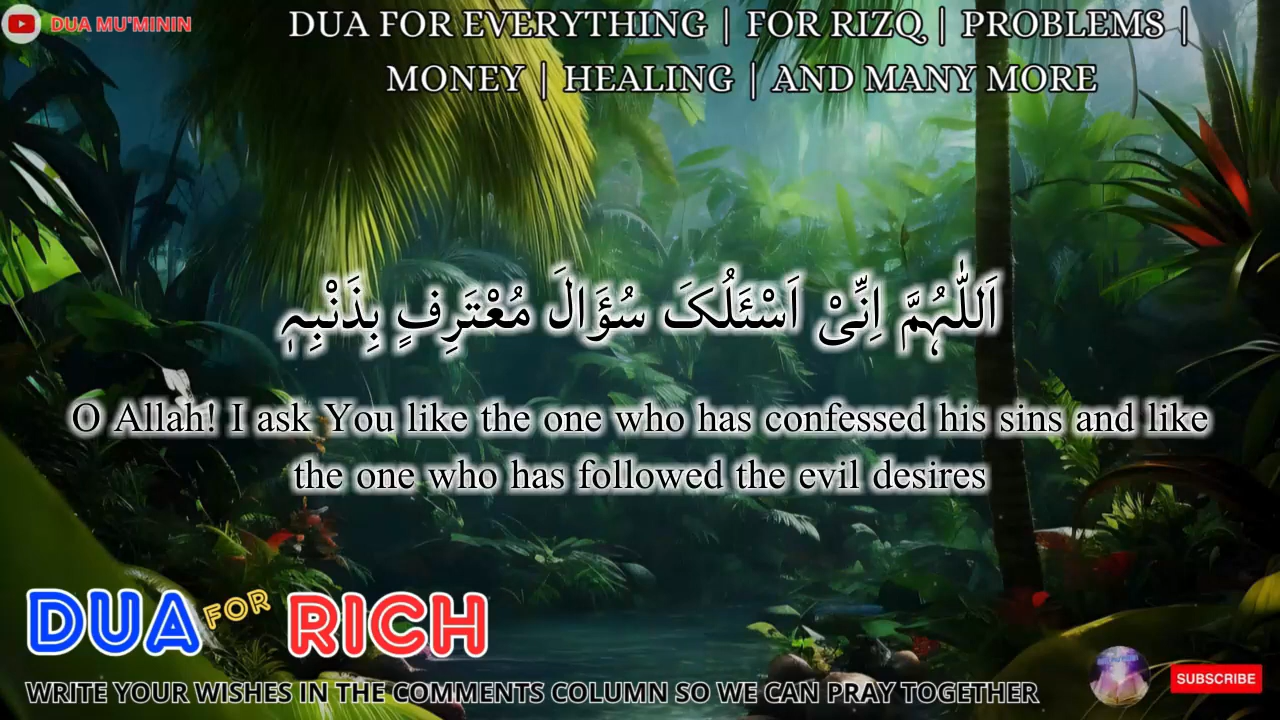 DUA MU'MININ
DUA FOR EVERYTHING | FOR RIZQ | PROBLEMS |
MONEY | HEALING | AND MANY MORE
اَللّٰہُمَّ اِنِّیْ اَسْئَلُکَ سُؤَالَ مُعْتَرِفٍ بِذَنْبِہٖ
O Allah! I ask You like the one who has confessed his sins and like
the one who has followed the evil desires
DUA FOR RICH
WRITE YOUR WISHES IN THE COMMENTS COLUMN SO WE CAN PRAY TOGETHER
SUBSCRIBE